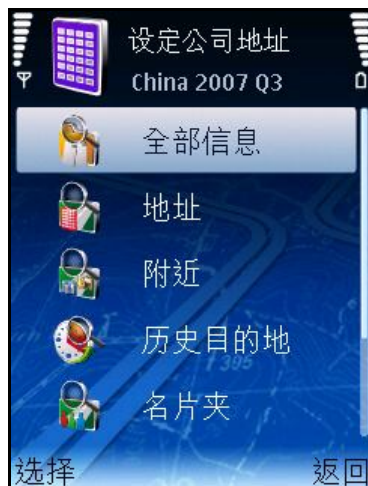 设定公司地址
China 2007 Q3
全部信息
地址
附近
历史目的地
名片夹
选择 返回